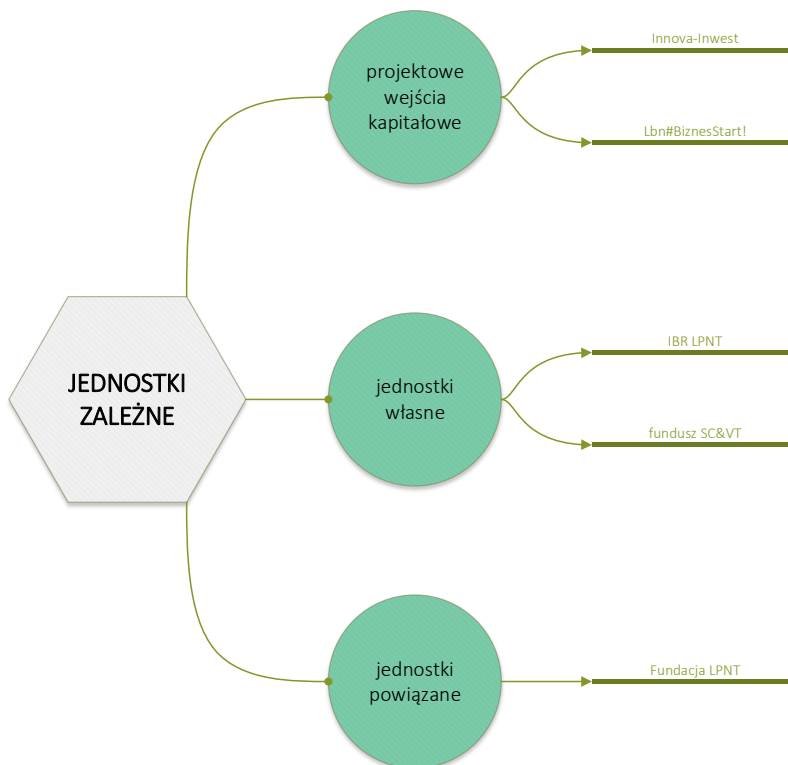 projektowe
wejścia
kapitałowe
Innova-Inwest
Lbn#BiznesStart!
JEDNOSTKI
ZALEŻNE
jednostki
własne
IBR LPNT
fundusz SC&VT
jednostki
powiązane
Fundacja LPNT